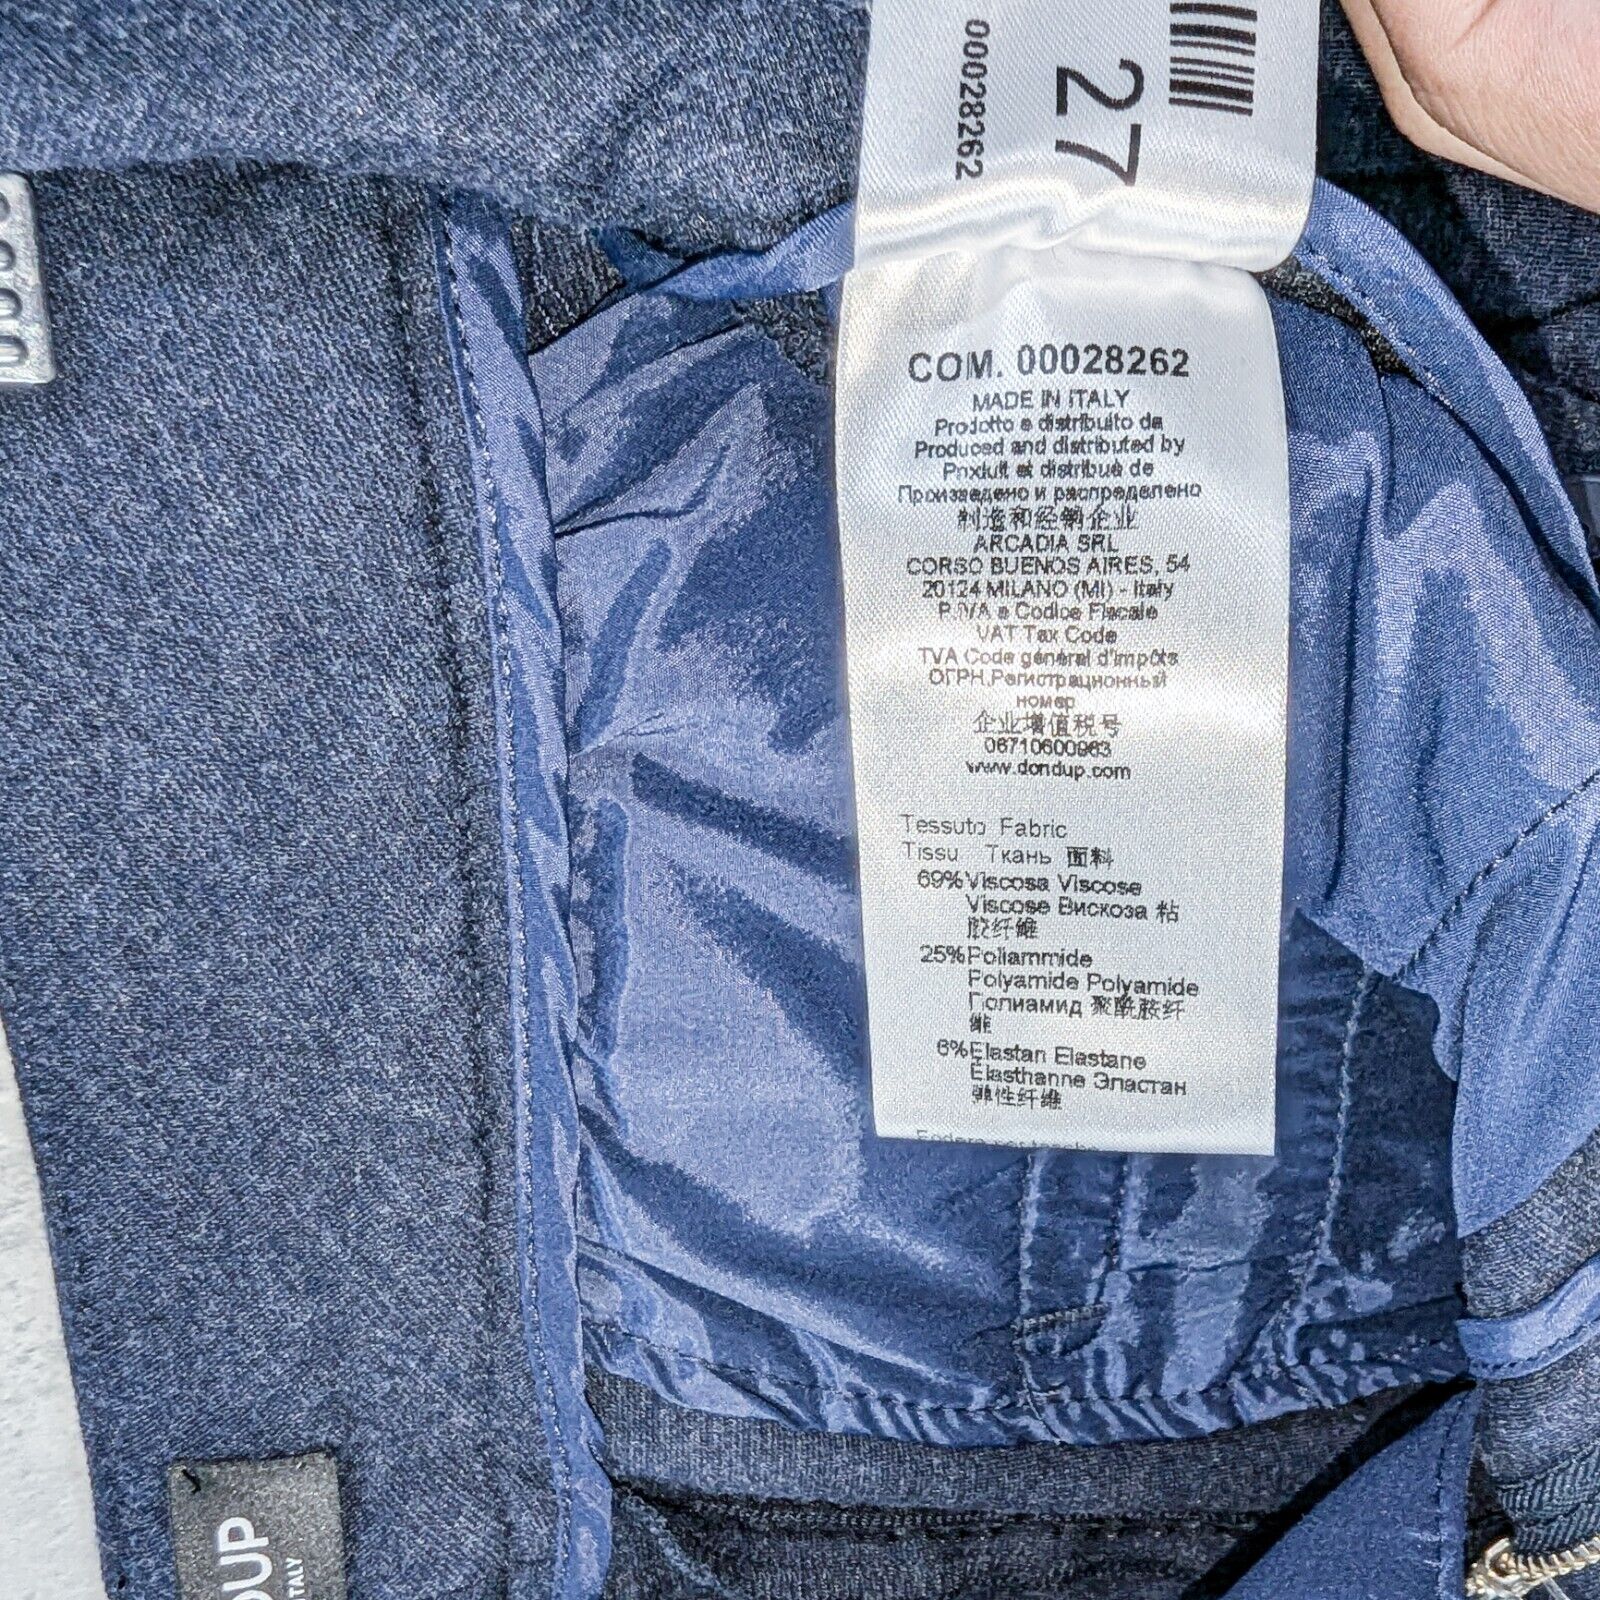 27
00028262
COM. 00028262
MADE IN ITALY
Prodotto e distribuito da
Produced and distributed by
Produit et distribué de
Произведено и распределено
制造和经销企业
ARCADIA SRL
CORSO BUENOS AIRES, 54
20124 MILANO (MI) - Italy
P.IVA e Codice Fiscale
VAT Tax Code
TVA Code général d'impôts
ОГРН,Регистрационный
номер
企业增值税号
06710600963
www.dondup.com
Tessuto Fabric
Tissu Ткань 面料
69%Viscosa Viscose
Viscose Вискоза 粘
胶纤维
25%Poliammide
Polyamide Polyamide
Полиамид 聚酰胺纤
维
6%Elastan Elastane
Élasthanne Эластан
弹性纤维
DUP
ITALY